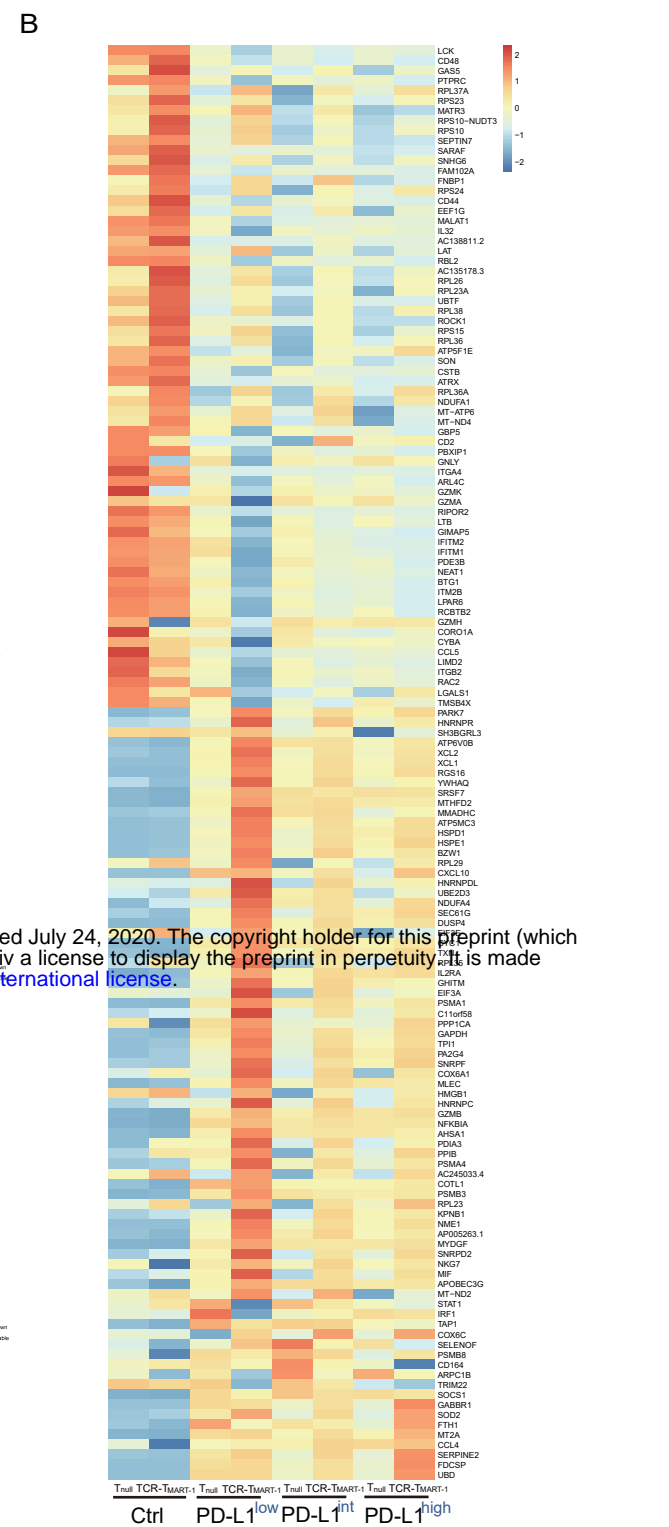 B
LCK
CD48
GAS5
PTPRC
RPL37A
RPS23
MATR3
RPS10−NUDT3
RPS10
SEPTIN7
SARAF
SNHG6
FAM102A
FNBP1
RPS24
CD44
EEF1G
MALAT1
IL32
AC138811.2
LAT
RBL2
AC135178.3
RPL26
RPL23A
UBTF
RPL38
ROCK1
RPS15
RPL36
ATP5F1E
SON
CSTB
ATRX
RPL36A
NDUFA1
MT−ATP6
MT−ND4
GBP5
CD2
PBXIP1
GNLY
ITGA4
ARL4C
GZMK
GZMA
RIPOR2
LTB
GIMAP5
IFITM2
IFITM1
PDE3B
NEAT1
BTG1
ITM2B
LPAR6
RCBTB2
GZMH
CORO1A
CYBA
CCL5
LIMD2
ITGB2
RAC2
LGALS1
TMSB4X
PARK7
HNRNPR
SH3BGRL3
ATP6V0B
XCL2
XCL1
RGS16
YWHAQ
SRSF7
MTHFD2
MMADHC
ATP5MC3
HSPD1
HSPE1
BZW1
RPL29
CXCL10
HNRNPDL
UBE2D3
NDUFA4
SEC61G
DUSP4
ed July 24, 2020. The copyright holder for this preprint (which
iv a license to display the preprint in perpetuity. It is made
ternational license.
IL2RA
GHITM
EIF3A
PSMA1
C11orf58
PPP1CA
GAPDH
TPI1
PA2G4
SNRPF
COX6A1
MLEC
HMGB1
HNRNPC
GZMB
NFKBIA
AHSA1
PDIA3
PPIB
PSMA4
AC245033.4
COTL1
PSMB3
RPL23
KPNB1
NME1
AP005263.1
MYDGF
SNRPD2
NKG7
MIF
APOBEC3G
MT−ND2
STAT1
IRF1
TAP1
COX6C
SELENOF
PSMB8
CD164
ARPC1B
TRIM22
SOCS1
GABBR1
SOD2
FTH1
MT2A
CCL4
SERPINE2
FDCSP
UBD
2
1
0
−1
−2
Tnull TCR-TMART-1 Tnull TCR-TMART-1 Tnull TCR-TMART-1 Tnull TCR-TMART-1
Ctrl PD-L1low PD-L1int PD-L1high